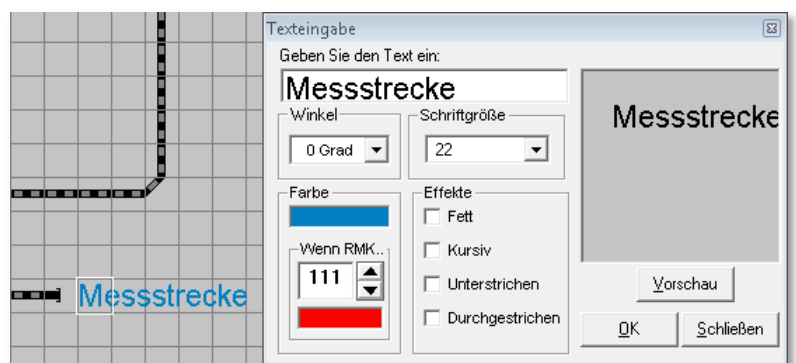 Texteingabe
Geben Sie den Text ein:
Messstrecke
Winkel
0 Grad
Schriftgröße
22
Messstrecke
Farbe
Wenn RMK..
111
Effekte
Fett
Kursiv
Unterstrichen
Durchgestrichen
Vorschau
OK
Schließen
Messstrecke